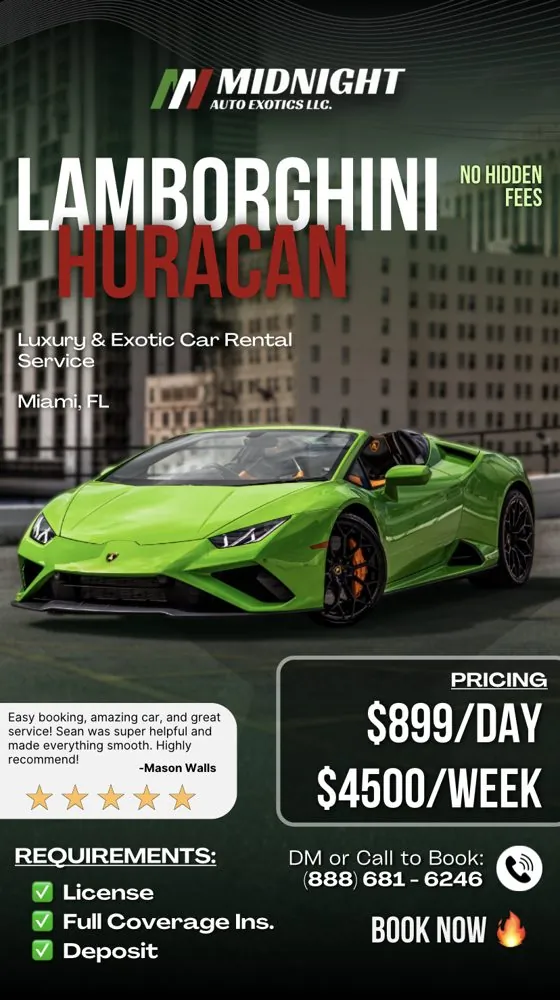 MIDNIGHT
AUTO EXOTICS LLC.
LAMBORGHINI
HURACAN
NO HIDDEN
FEES
Luxury & Exotic Car Rental
Service
Miami, FL
PRICING
$899/DAY
$4500/WEEK
Easy booking, amazing car, and great
service! Sean was super helpful and
made everything smooth. Highly
recommend!
-Mason Walls
REQUIREMENTS:
✅ License
✅ Full Coverage Ins.
✅ Deposit
DM or Call to Book:
(888) 681 - 6246
BOOK NOW 🔥